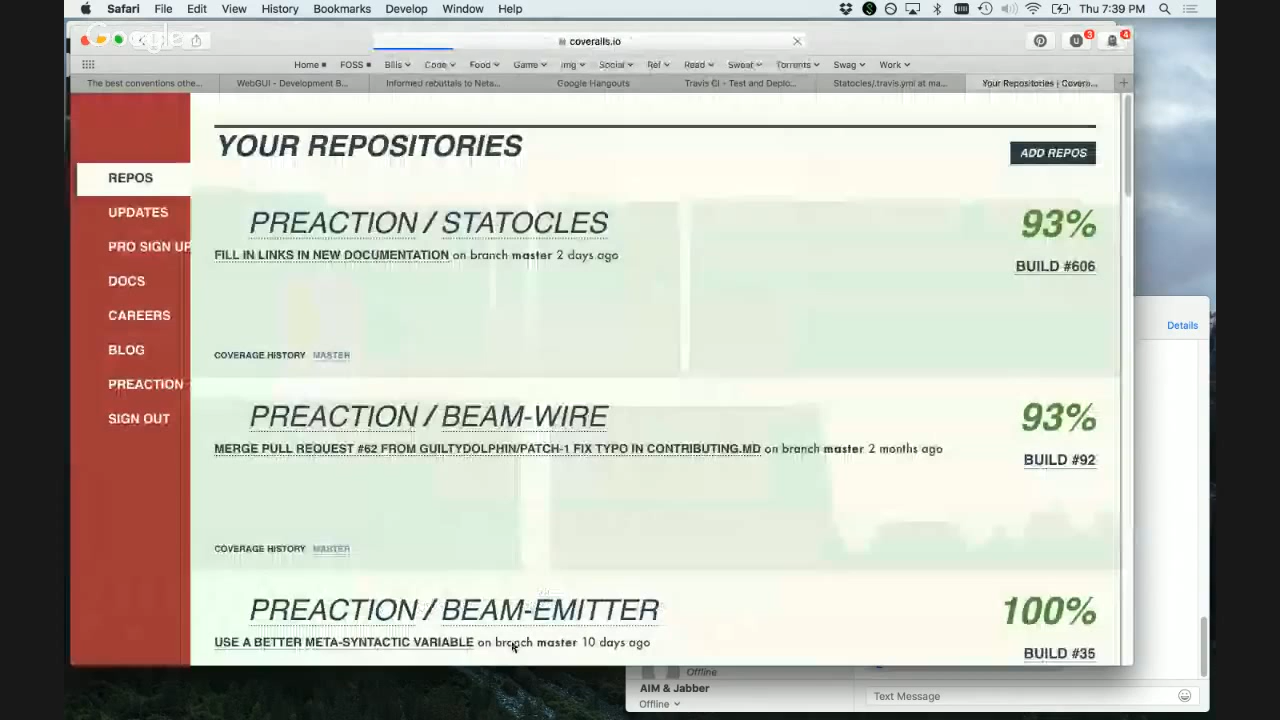 Safari File Edit View History Bookmarks Develop Window Help Thu 7:39 PM
Google
coveralls.io
3 4
Home FOSS Bills Code Food Game img Social Ref Read Sweat Torrents Swag Work
The best conventions othe... WebGUI - Development B... Informed rebuttals to Neta... Google Hangouts Travis CI - Test and Deplo... Statocles/.travis.yml at ma... Your Repositories | Covera...
YOUR REPOSITORIES
ADD REPOS
REPOS
UPDATES
PRO SIGN UP
DOCS
CAREERS
BLOG
PREACTION
SIGN OUT
PREACTION / STATOCLES 93%
FILL IN LINKS IN NEW DOCUMENTATION on branch master 2 days ago
BUILD #606
COVERAGE HISTORY MASTER
PREACTION / BEAM-WIRE 93%
MERGE PULL REQUEST #62 FROM GUILTYDOLPHIN/PATCH-1 FIX TYPO IN CONTRIBUTING.MD on branch master 2 months ago
BUILD #92
COVERAGE HISTORY MASTER
PREACTION / BEAM-EMITTER 100%
USE A BETTER META-SYNTACTIC VARIABLE on branch master 10 days ago
BUILD #35
Details
Offline
AIM & Jabber
Offline
Text Message